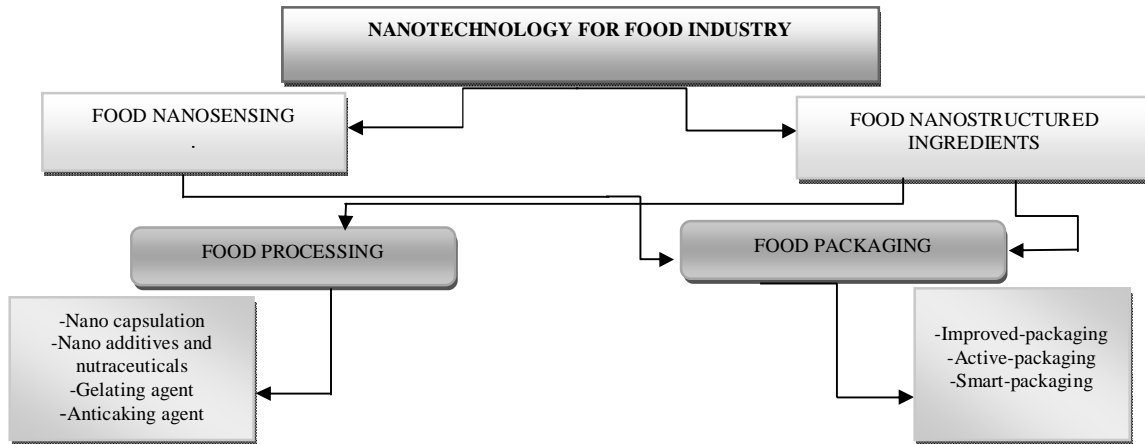 NANOTECHNOLOGY FOR FOOD INDUSTRY
FOOD NANOSENSING
.
FOOD NANOSTRUCTURED
INGREDIENTS
FOOD PROCESSING
FOOD PACKAGING
-Nano capsulation
-Nano additives and
nutraceuticals
-Gelating agent
-Anticaking agent
-Improved-packaging
-Active-packaging
-Smart-packaging